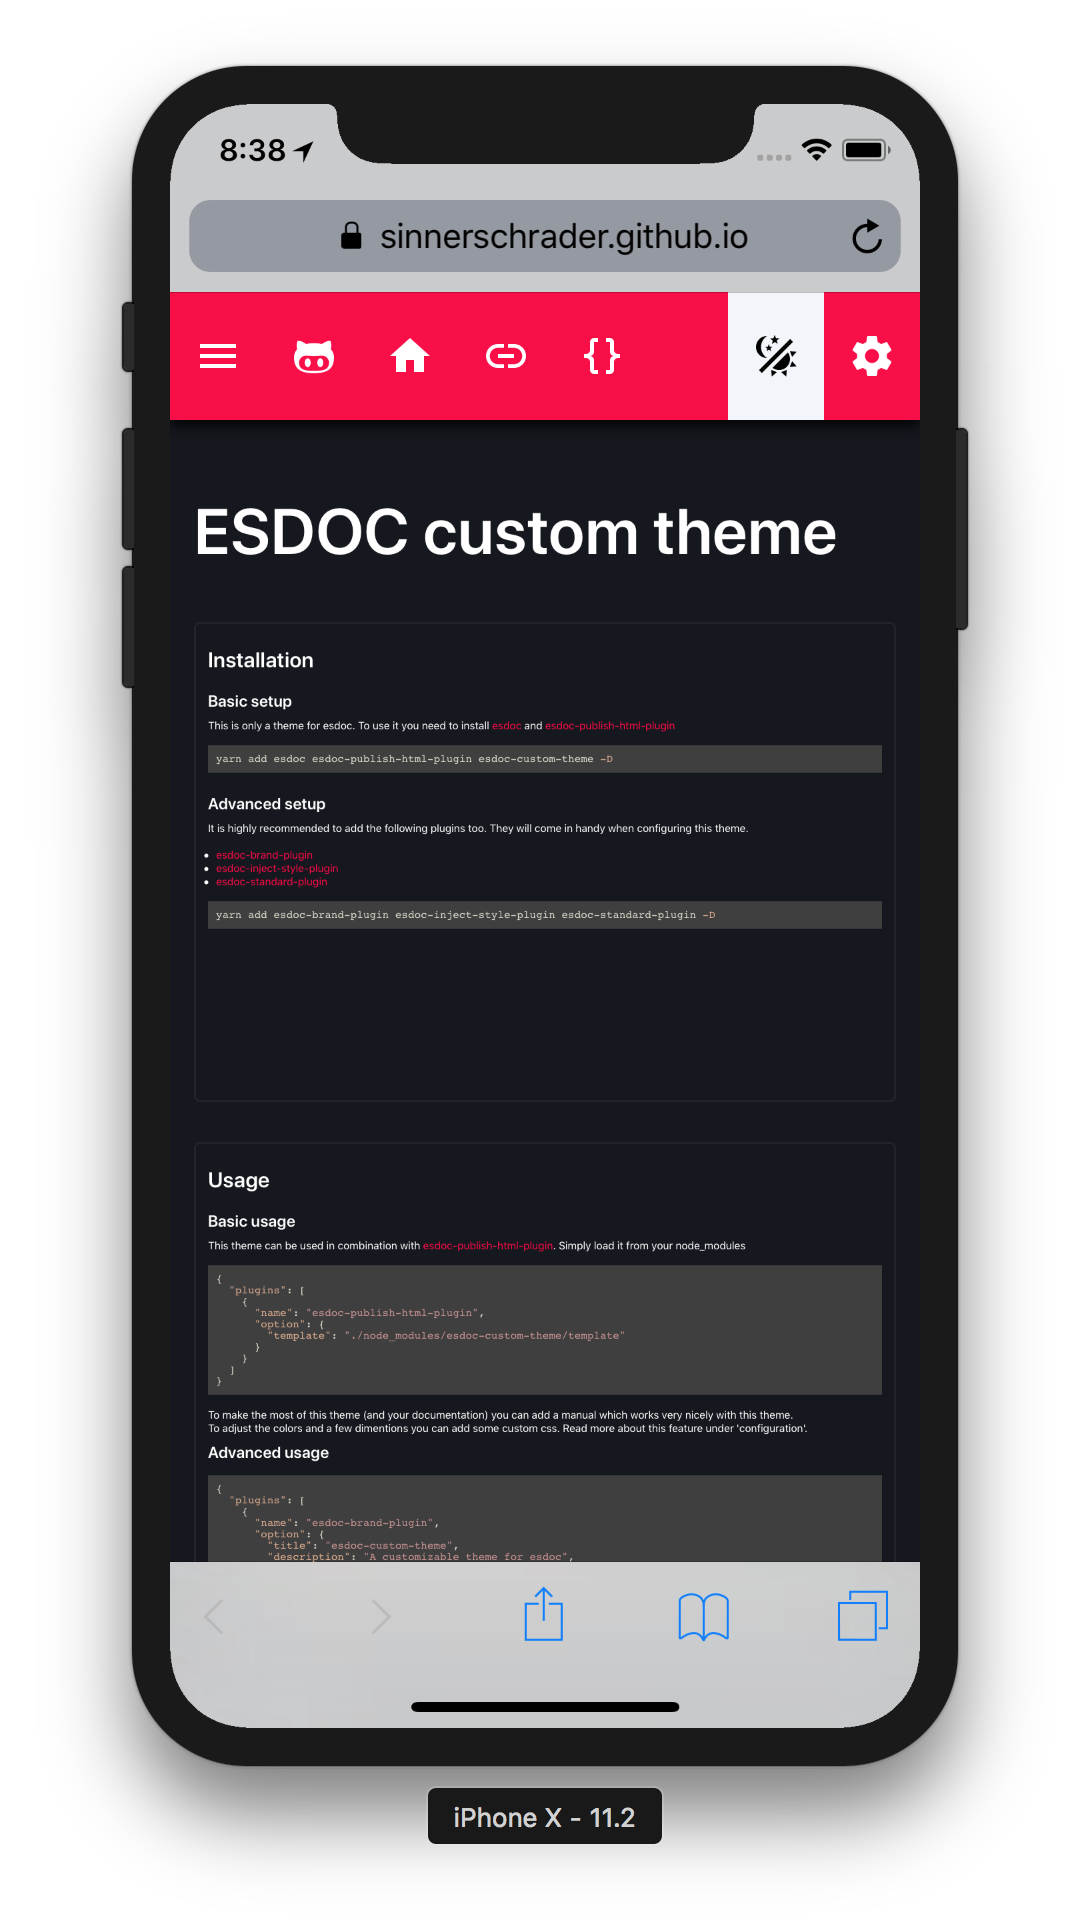 8:38
sinnerschrader.github.io
ESDOC custom theme
Installation
Basic setup
This is only a theme for esdoc. To use it you need to install esdoc and esdoc-publish-html-plugin
yarn add esdoc esdoc-publish-html-plugin esdoc-custom-theme -D
Advanced setup
It is highly recommended to add the following plugins too. They will come in handy when configuring this theme.
esdoc-brand-plugin
esdoc-inject-style-plugin
esdoc-standard-plugin
yarn add esdoc-brand-plugin esdoc-inject-style-plugin esdoc-standard-plugin -D
Usage
Basic usage
This theme can be used in combination with esdoc-publish-html-plugin. Simply load it from your node_modules
{
"plugins": [
{
"name": "esdoc-publish-html-plugin",
"option": {
"template": "./node_modules/esdoc-custom-theme/template"
}
}
]
}
To make the most of this theme (and your documentation) you can add a manual which works very nicely with this theme.
To adjust the colors and a few dimentions you can add some custom css. Read more about this feature under 'configuration'.
Advanced usage
{
"plugins": [
{
"name": "esdoc-brand-plugin",
"option": {
"title": "esdoc-custom-theme",
"description": "A customizable theme for esdoc",
iPhone X - 11.2